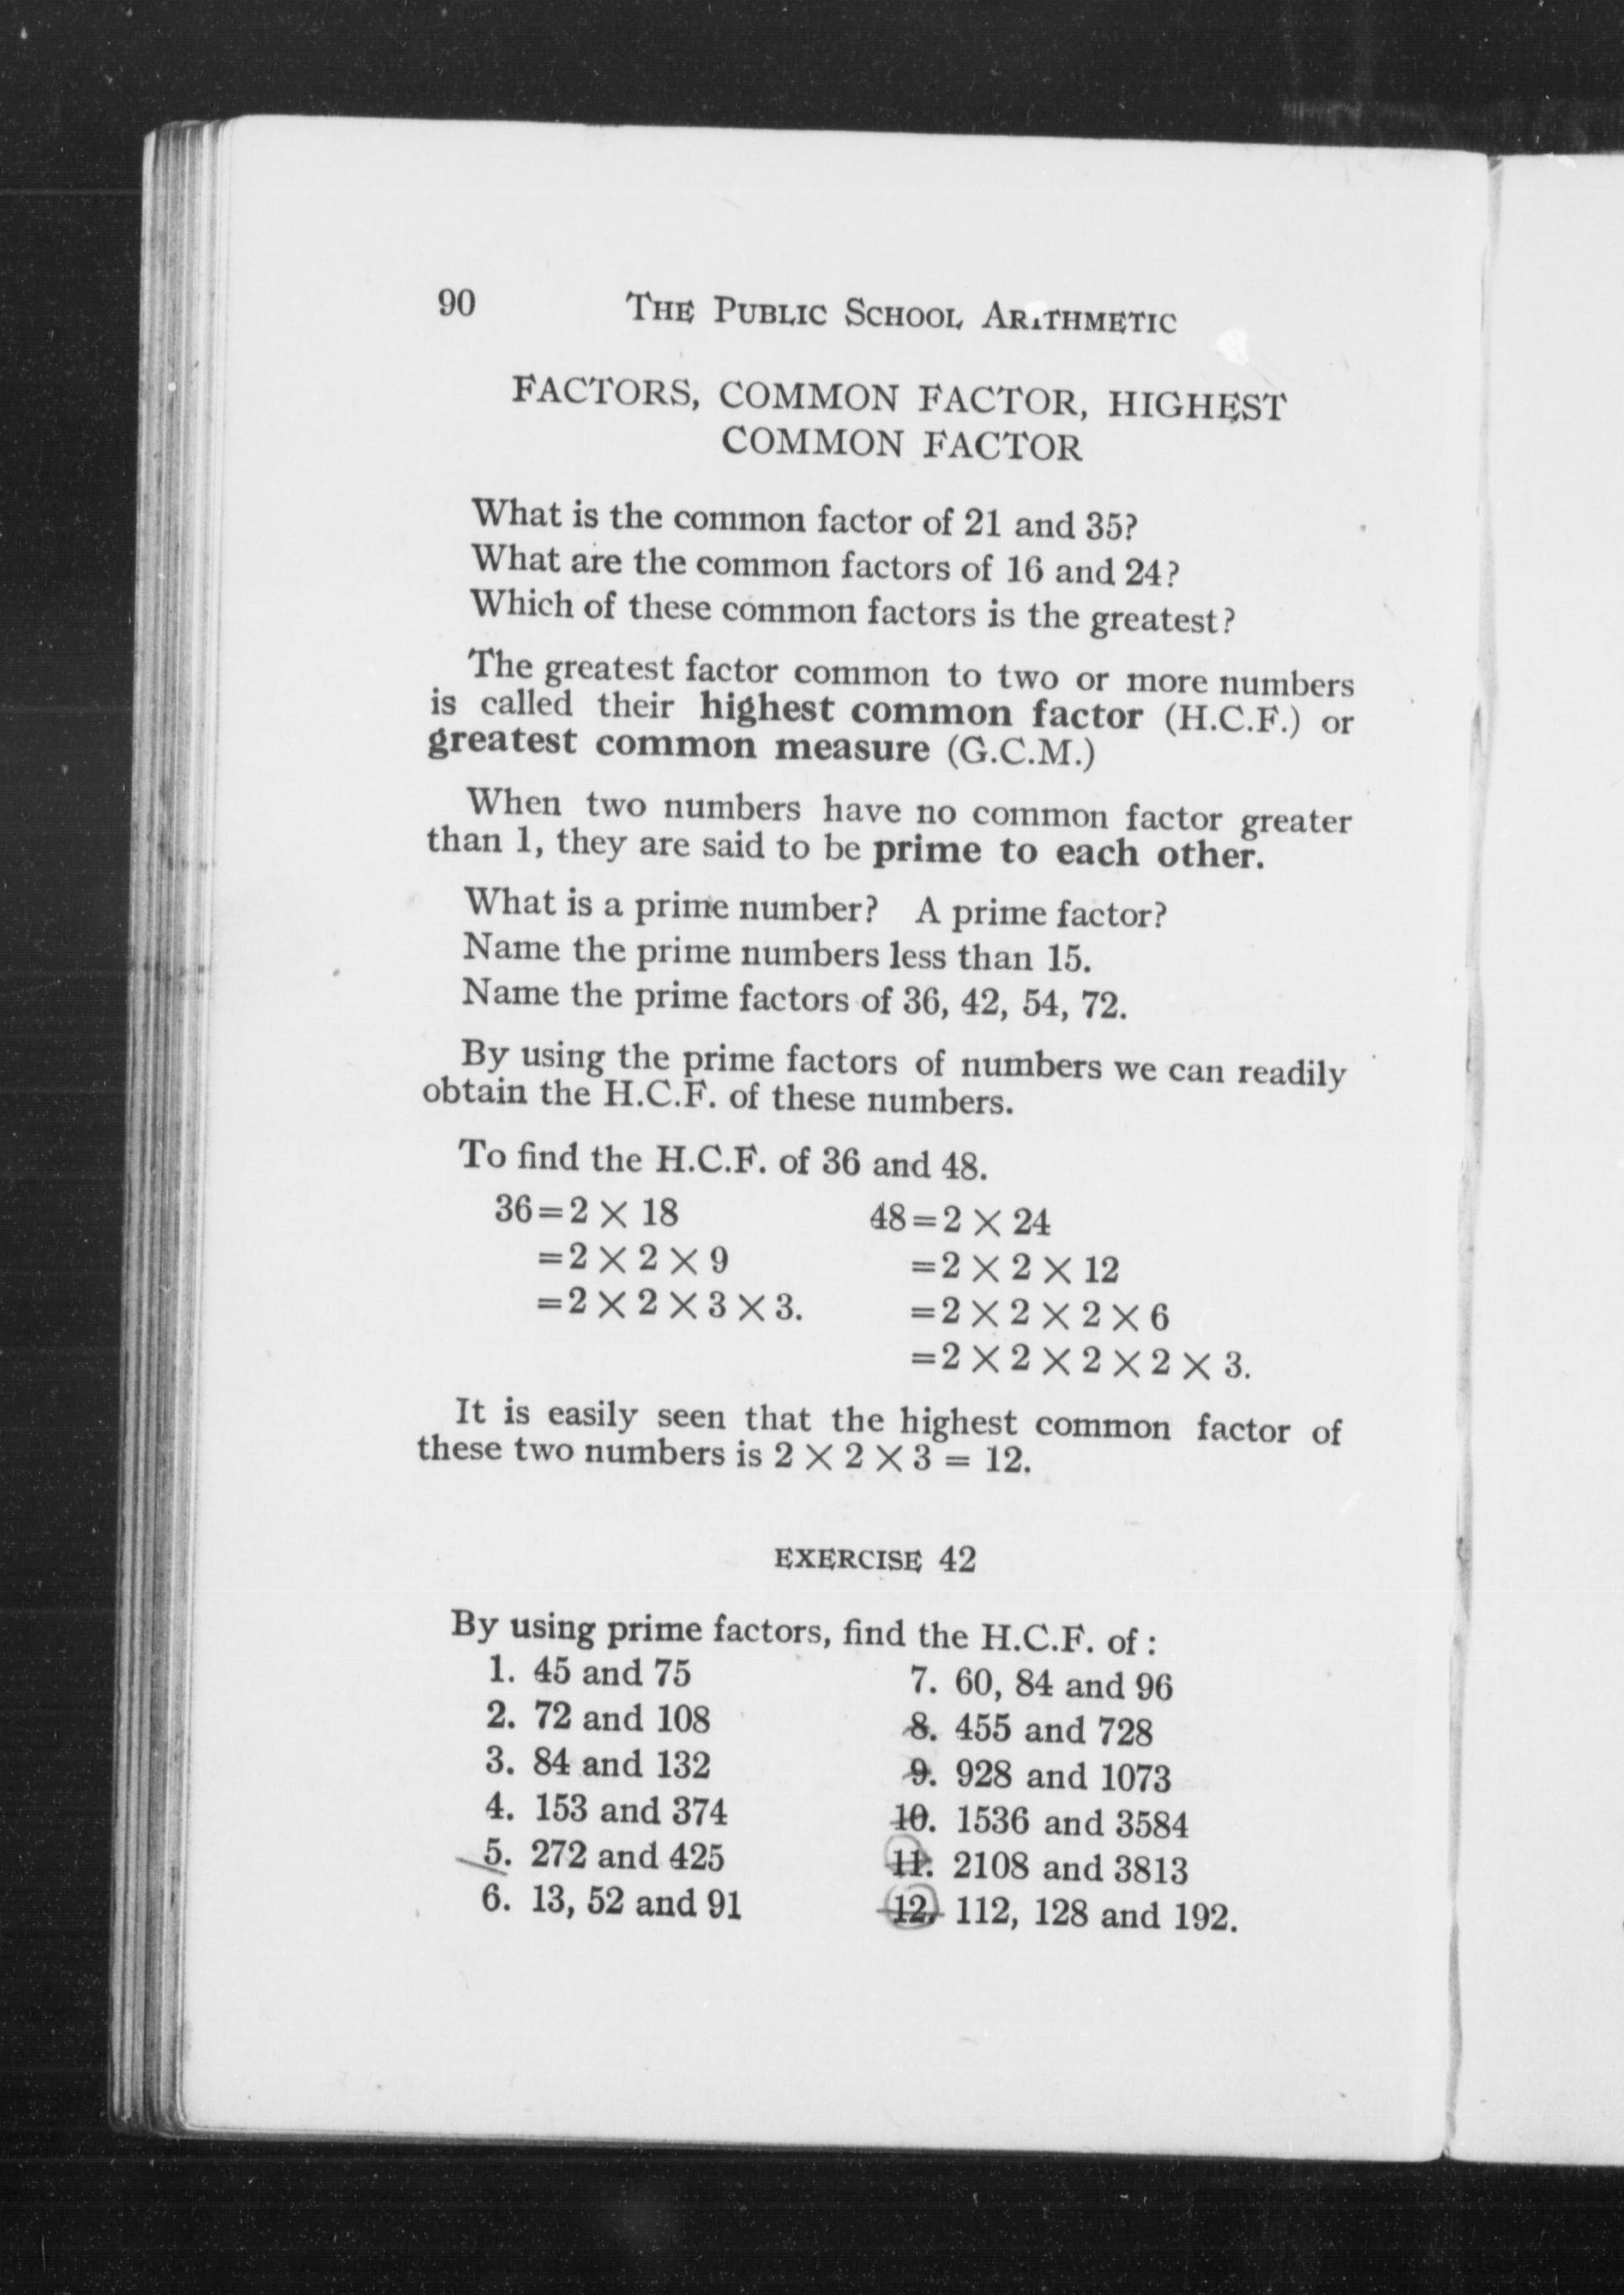 90 THE PUBLIC SCHOOL ARITHMETIC
FACTORS, COMMON FACTOR, HIGHEST
COMMON FACTOR
What is the common factor of 21 and 35?
What are the common factors of 16 and 24?
Which of these common factors is the greatest?
The greatest factor common to two or more numbers
is called their highest common factor (H.C.F.) or
greatest common measure (G.C.M.)
When two numbers have no common factor greater
than 1, they are said to be prime to each other.
What is a prime number? A prime factor?
Name the prime numbers less than 15.
Name the prime factors of 36, 42, 54, 72.
By using the prime factors of numbers we can readily
obtain the H.C.F. of these numbers.
To find the H.C.F. of 36 and 48.
36=2 × 18
=2 × 2 × 9
=2 × 2 × 3 × 3.
48=2 × 24
=2 × 2 × 12
=2 × 2 × 2 × 6
=2 × 2 × 2 × 2 × 3.
It is easily seen that the highest common factor of
these two numbers is 2 × 2 × 3 = 12.
EXERCISE 42
By using prime factors, find the H.C.F. of :
1. 45 and 75
2. 72 and 108
3. 84 and 132
4. 153 and 374
5. 272 and 425
6. 13, 52 and 91
7. 60, 84 and 96
8. 455 and 728
9. 928 and 1073
10. 1536 and 3584
11. 2108 and 3813
12. 112, 128 and 192.